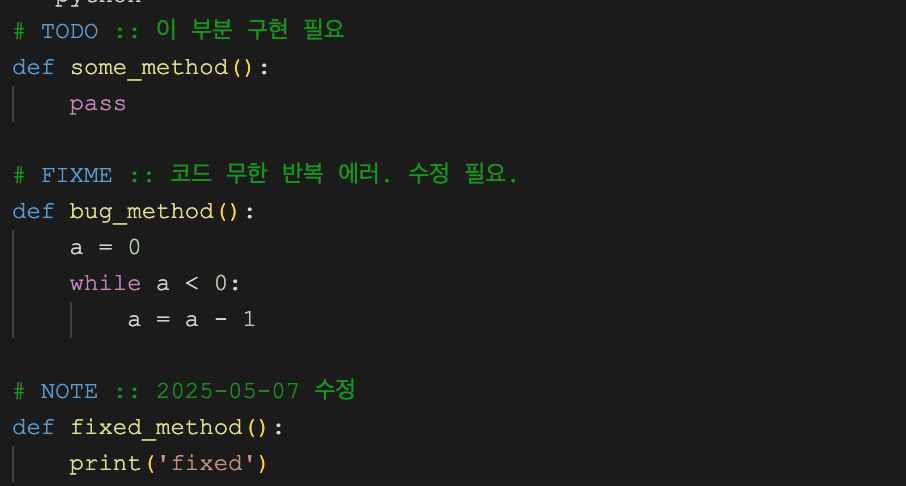 python
# TODO :: 이 부분 구현 필요
def some_method():
    pass
# FIXME :: 코드 무한 반복 에러. 수정 필요.
def bug_method():
    a = 0
    while a < 0:
        a = a - 1
# NOTE :: 2025-05-07 수정
def fixed_method():
    print('fixed')